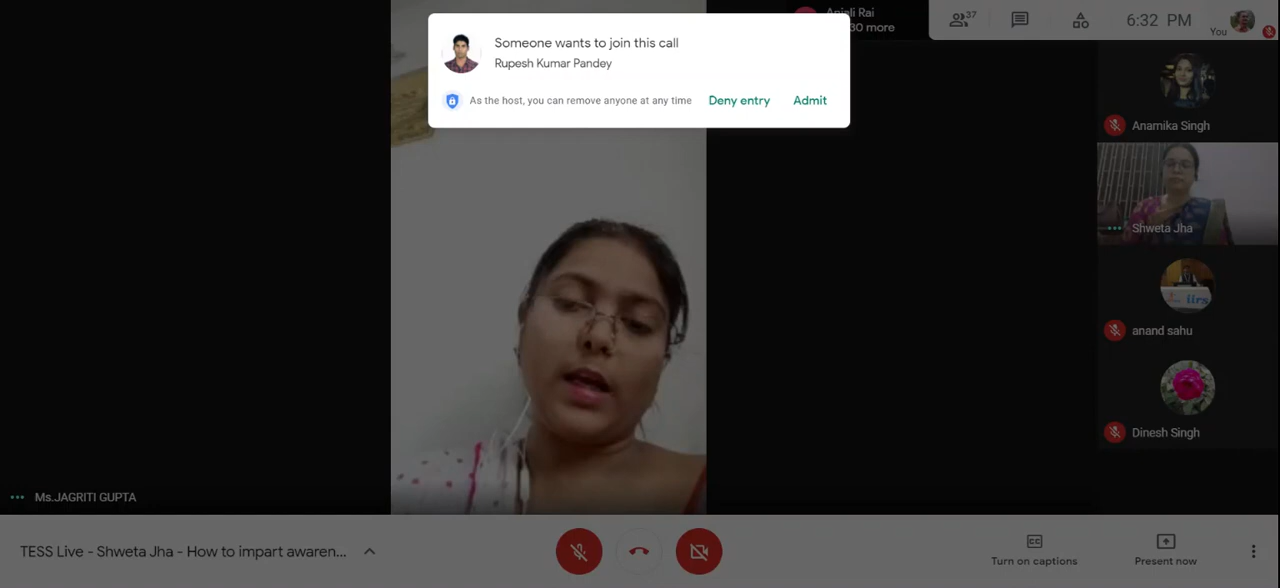 Someone wants to join this call
Rupesh Kumar Pandey
As the host, you can remove anyone at any time
Deny entry
Admit
Anjali Rai
30 more
37
6:32 PM
You
Anamika Singh
Shweta Jha
iirs
anand sahu
Dinesh Singh
Ms.JAGRITI GUPTA
TESS Live - Shweta Jha - How to impart awaren...
CC
Turn on captions
Present now